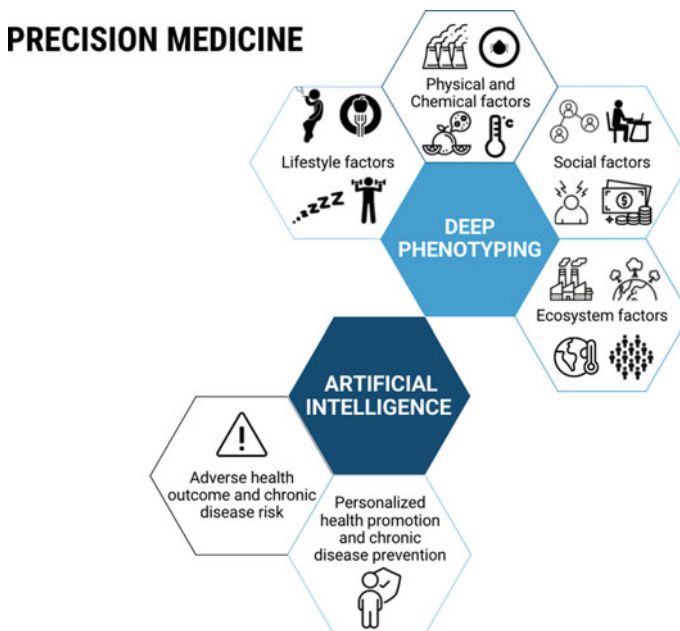 PRECISION MEDICINE
Physical and
Chemical factors
°C
Lifestyle factors
zzZZZ
Social factors
$
DEEP
PHENOTYPING
Ecosystem factors
ARTIFICIAL
INTELLIGENCE
!
Adverse health
outcome and chronic
disease risk
Personalized
health promotion
and chronic
disease prevention